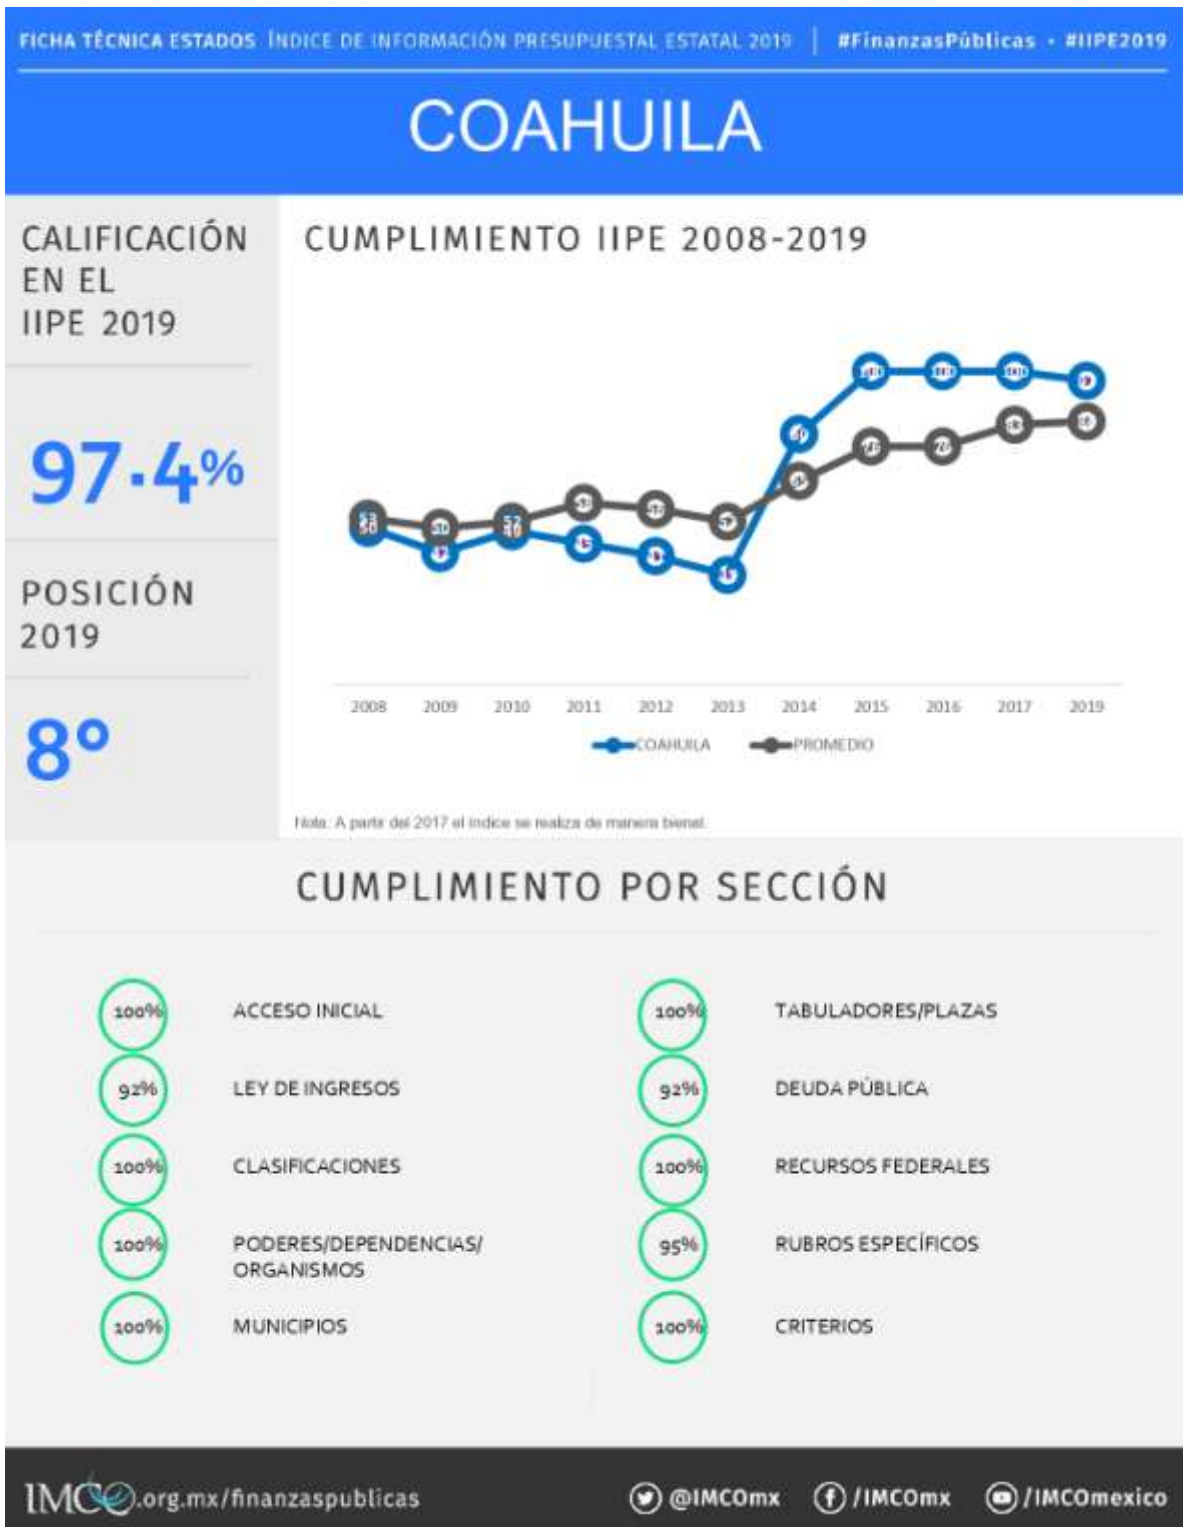 FICHA TÉCNICA ESTADOS ÍNDICE DE INFORMACIÓN PRESUPUESTAL ESTATAL 2019 | #FinanzasPúblicas • #IIPE2019
COAHUILA
CALIFICACIÓN
EN EL
IIPE 2019
97.4%
POSICIÓN
2019
8°
CUMPLIMIENTO IIPE 2008-2019
2008 2009 2010 2011 2012 2013 2014 2015 2016 2017 2019
COAHUILA PROMEDIO
Nota: A partir del 2017 el índice se realiza de manera bienal.
CUMPLIMIENTO POR SECCIÓN
100% ACCESO INICIAL
92% LEY DE INGRESOS
100% CLASIFICACIONES
100% PODERES/DEPENDENCIAS/
ORGANISMOS
100% MUNICIPIOS
100% TABULADORES/PLAZAS
92% DEUDA PÚBLICA
100% RECURSOS FEDERALES
95% RUBROS ESPECÍFICOS
100% CRITERIOS
IMCO.org.mx/finanzaspublicas
@IMCOmx /IMCOmx /IMCOmexico